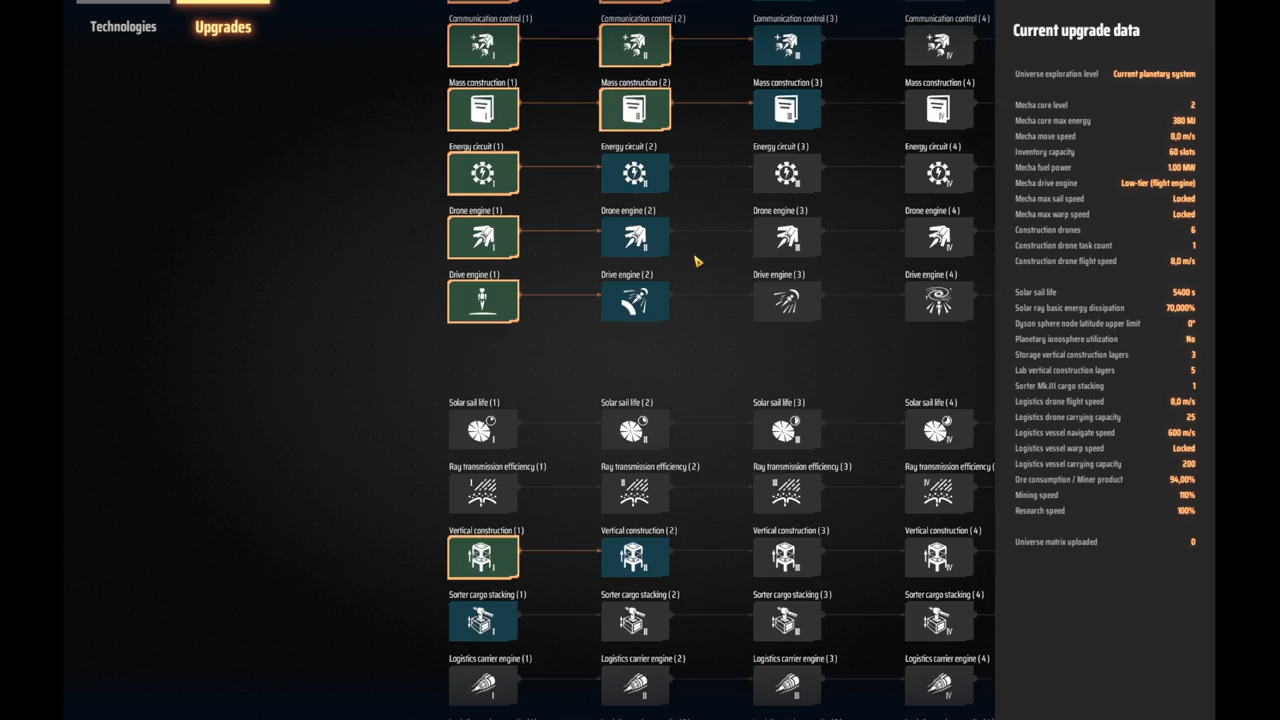 Technologies
Upgrades
Communication control (1)
Communication control (2)
Communication control (3)
Communication control (4)
Mass construction (1)
Mass construction (2)
Mass construction (3)
Mass construction (4)
Energy circuit (1)
Energy circuit (2)
Energy circuit (3)
Energy circuit (4)
Drone engine (1)
Drone engine (2)
Drone engine (3)
Drone engine (4)
Drive engine (1)
Drive engine (2)
Drive engine (3)
Drive engine (4)
Solar sail life (1)
Solar sail life (2)
Solar sail life (3)
Solar sail life (4)
Ray transmission efficiency (1)
Ray transmission efficiency (2)
Ray transmission efficiency (3)
Ray transmission efficiency (
Vertical construction (1)
Vertical construction (2)
Vertical construction (3)
Vertical construction (4)
Sorter cargo stacking (1)
Sorter cargo stacking (2)
Sorter cargo stacking (3)
Sorter cargo stacking (4)
Logistics carrier engine (1)
Logistics carrier engine (2)
Logistics carrier engine (3)
Logistics carrier engine (4)
Current upgrade data
Universe exploration level Current planetary system
Mecha core level 2
Mecha core max energy 380 MJ
Mecha move speed 8,0 m/s
Inventory capacity 60 slots
Mecha fuel power 1.00 MW
Mecha drive engine Low-tier (flight engine)
Mecha max sail speed Locked
Mecha max warp speed Locked
Construction drones 6
Construction drone task count 1
Construction drone flight speed 8,0 m/s
Solar sail life 5400 s
Solar ray basic energy dissipation 70,000%
Dyson sphere node latitude upper limit 0°
Planetary ionosphere utilization No
Storage vertical construction layers 3
Lab vertical construction layers 5
Sorter Mk.III cargo stacking 1
Logistics drone flight speed 8,0 m/s
Logistics drone carrying capacity 25
Logistics vessel navigate speed 600 m/s
Logistics vessel warp speed Locked
Logistics vessel carrying capacity 200
Ore consumption / Miner product 94,00%
Mining speed 110%
Research speed 100%
Universe matrix uploaded 0